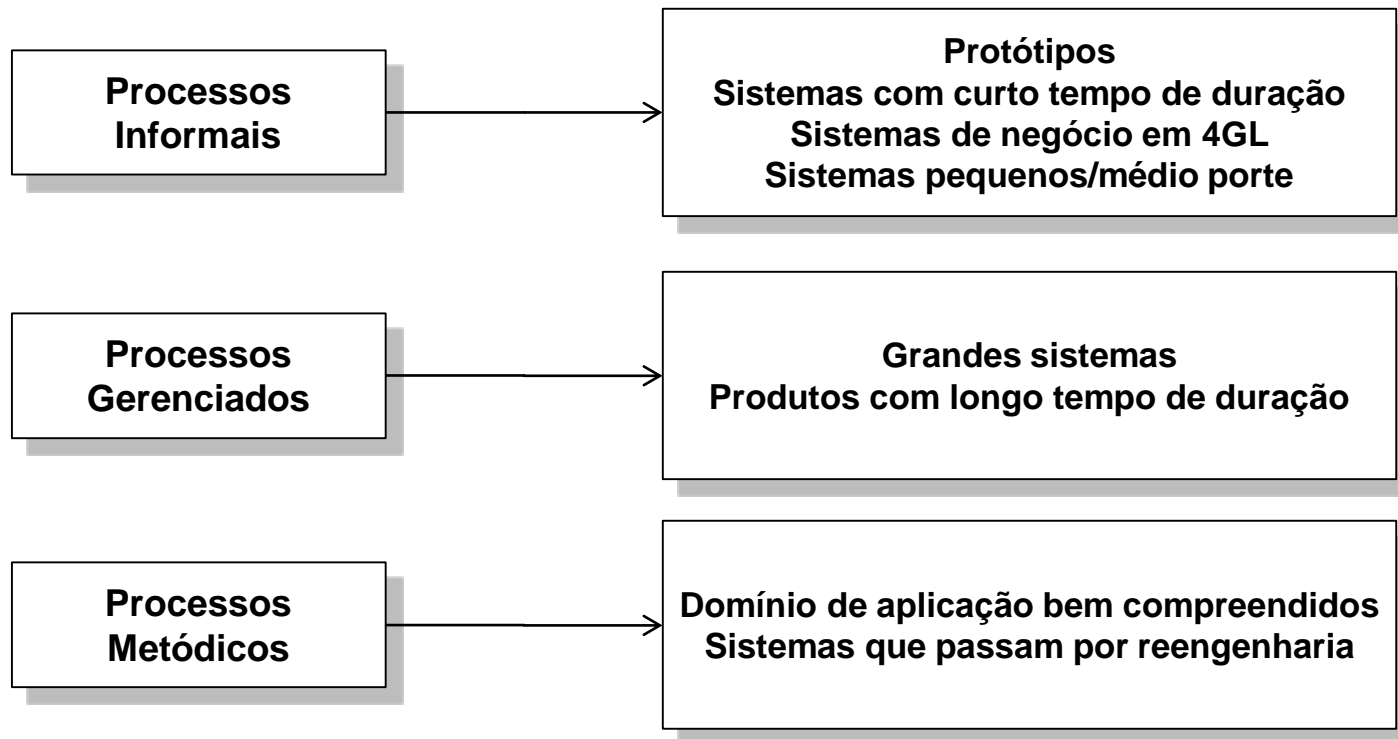 Processos
Informais
Protótipos
Sistemas com curto tempo de duração
Sistemas de negócio em 4GL
Sistemas pequenos/médio porte
Processos
Gerenciados
Grandes sistemas
Produtos com longo tempo de duração
Processos
Metódicos
Domínio de aplicação bem compreendidos
Sistemas que passam por reengenharia